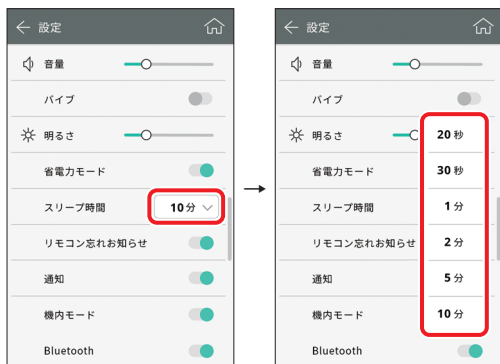 設定
音量
バイブ
明るさ
省電力モード
スリープ時間 10分
リモコン忘れお知らせ
通知
機内モード
Bluetooth
設定
音量
バイブ
明るさ 20秒
省電力モード 30秒
スリープ時間 1分
リモコン忘れお知らせ 2分
通知 5分
機内モード 10分
Bluetooth